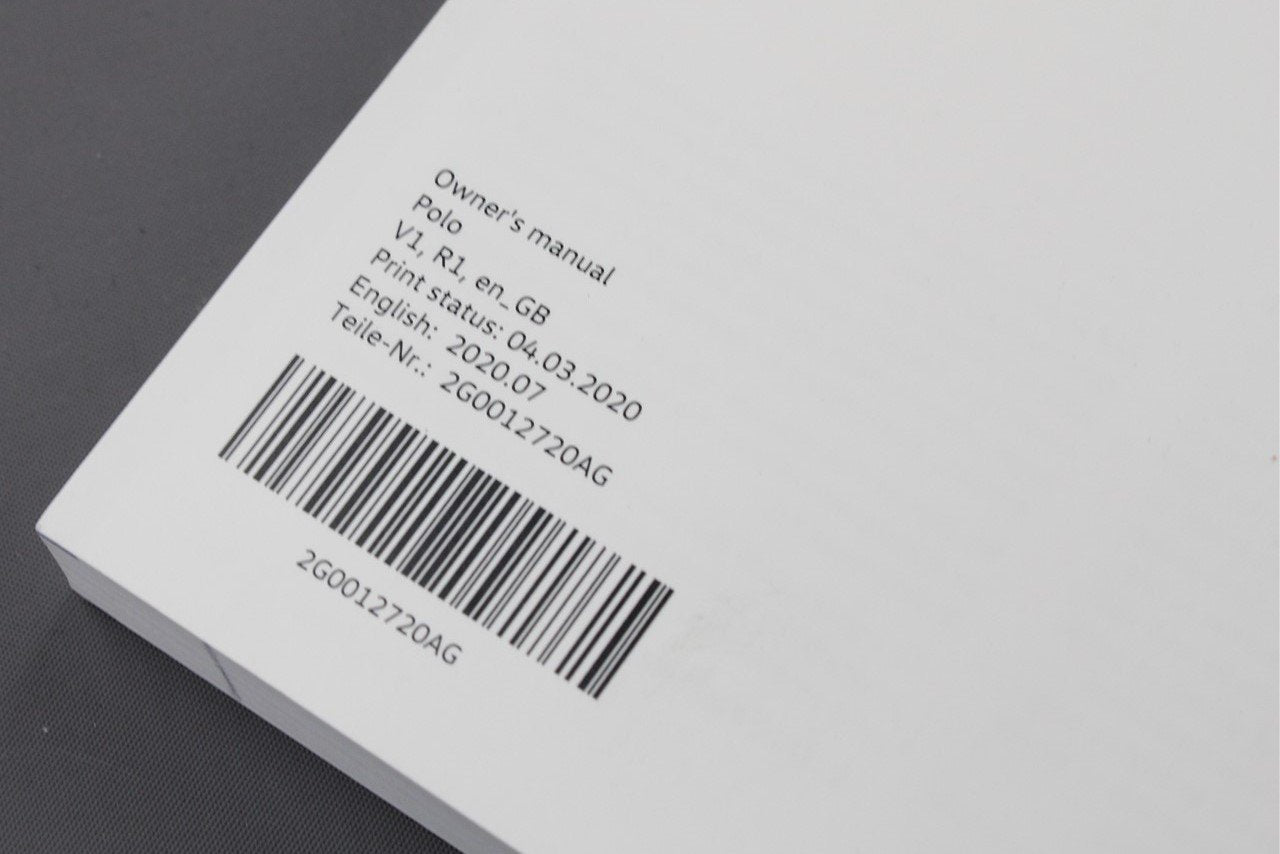 Owner's manual
Polo
V1, R1, en_GB
Print status: 04.03.2020
English: 2020.07
Teile-Nr.: 2G0012720AG
2G0012720AG